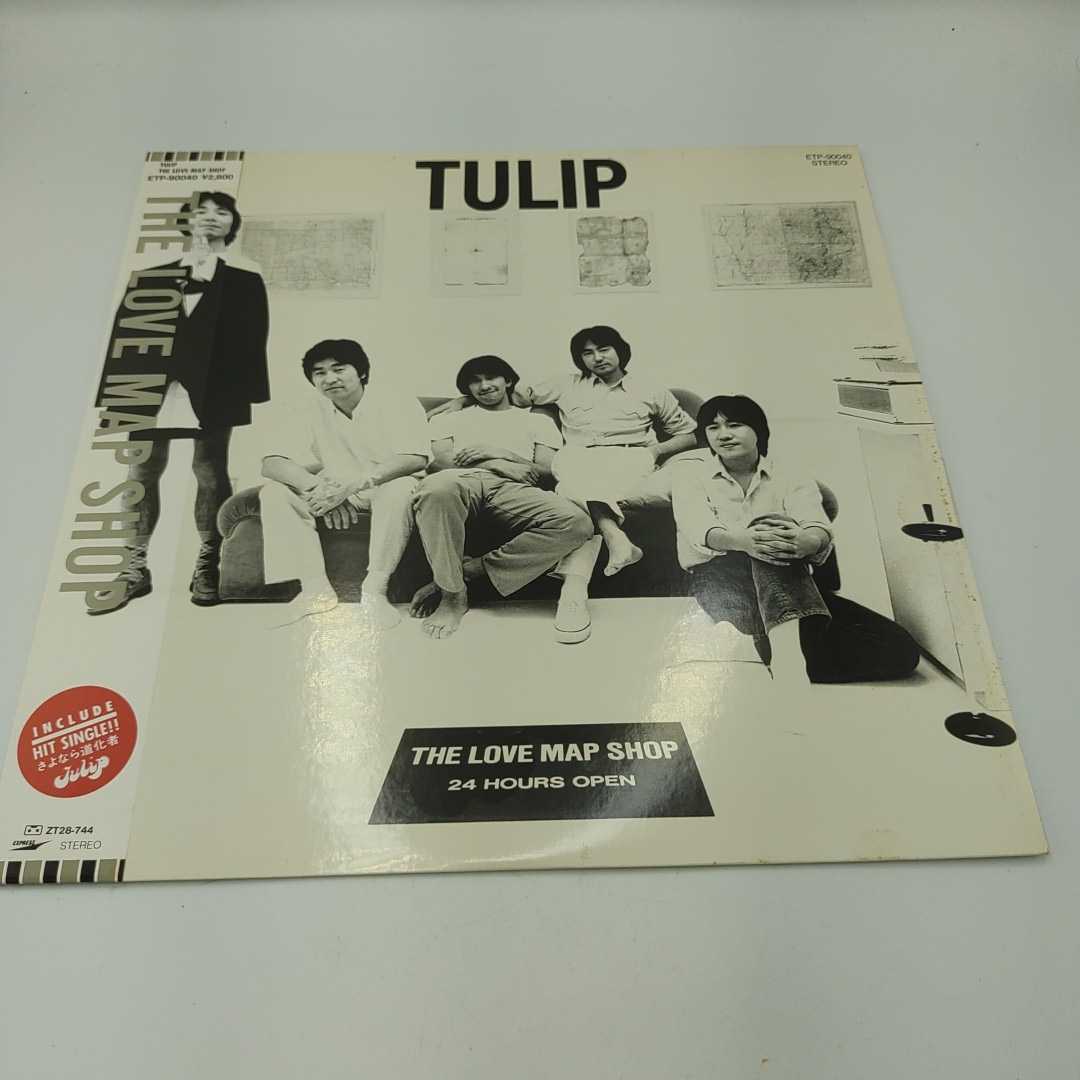 TULIP
THE LOVE MAP SHOP
ETP-90040 ¥2,800
THE LOVE MAP SHOP
INCLUDE
HIT SINGLE!!
さよなら道化者
Tulip
ZT28-744
EXPRESS
STEREO
TULIP
ETP-90040
STEREO
THE LOVE MAP SHOP
24 HOURS OPEN